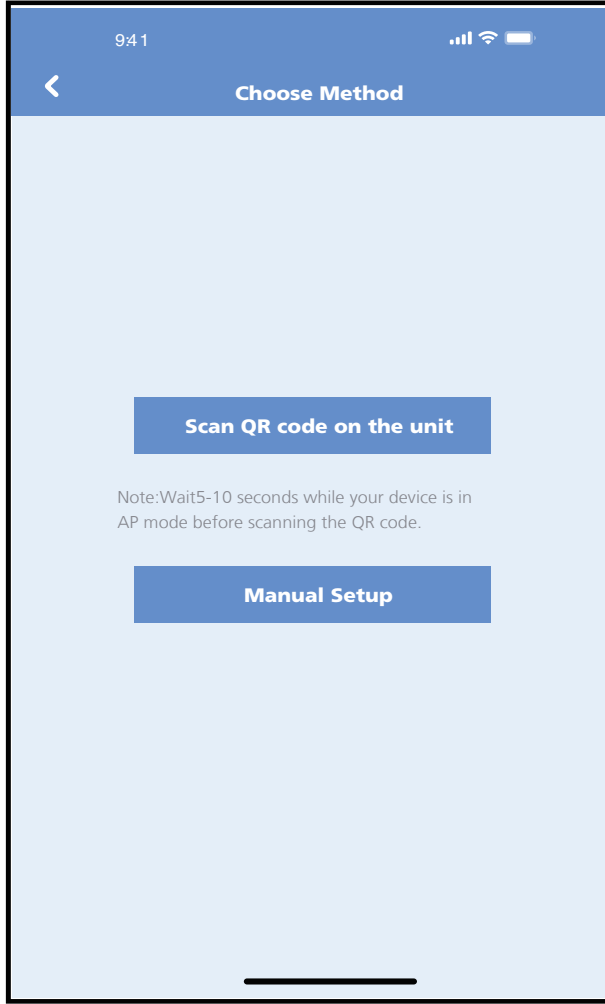 9:41
Choose Method
Scan QR code on the unit
Note:Wait5-10 seconds while your device is in
AP mode before scanning the QR code.
Manual Setup